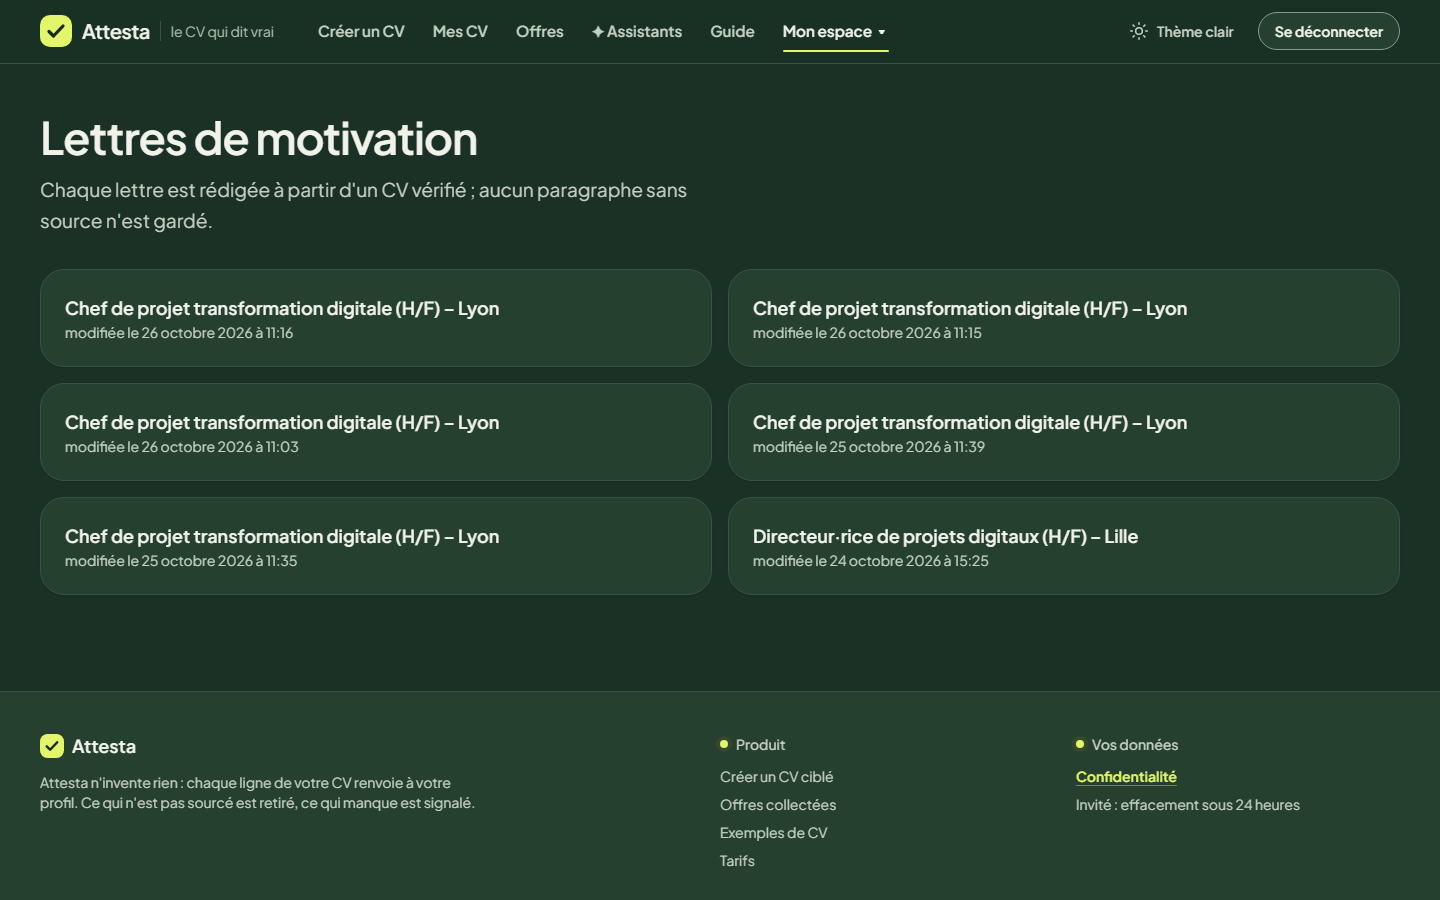 Attesta
le CV qui dit vrai
Créer un CV
Mes CV
Offres
✦ Assistants
Guide
Mon espace
Thème clair
Se déconnecter
Lettres de motivation
Chaque lettre est rédigée à partir d'un CV vérifié ; aucun paragraphe sans
source n'est gardé.
Chef de projet transformation digitale (H/F) – Lyon
modifiée le 26 octobre 2026 à 11:16
Chef de projet transformation digitale (H/F) – Lyon
modifiée le 26 octobre 2026 à 11:15
Chef de projet transformation digitale (H/F) – Lyon
modifiée le 26 octobre 2026 à 11:03
Chef de projet transformation digitale (H/F) – Lyon
modifiée le 25 octobre 2026 à 11:39
Chef de projet transformation digitale (H/F) – Lyon
modifiée le 25 octobre 2026 à 11:35
Directeur·rice de projets digitaux (H/F) – Lille
modifiée le 24 octobre 2026 à 15:25
Attesta
Attesta n'invente rien : chaque ligne de votre CV renvoie à votre
profil. Ce qui n'est pas sourcé est retiré, ce qui manque est signalé.
Produit
Créer un CV ciblé
Offres collectées
Exemples de CV
Tarifs
Vos données
Confidentialité
Invité : effacement sous 24 heures